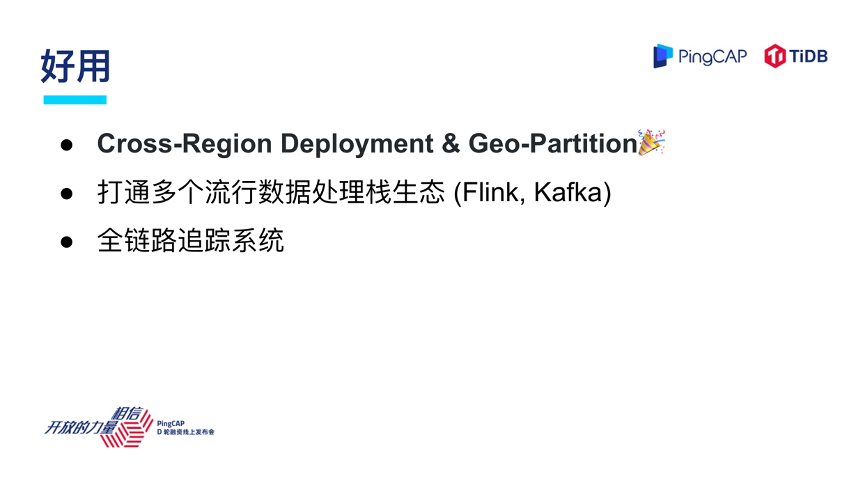 好用
PingCAP TiDB
● Cross-Region Deployment & Geo-Partition🎉
● 打通多个流行数据处理栈生态 (Flink, Kafka)
● 全链路追踪系统
相信
开放的力量
PingCAP
D 轮融资线上发布会